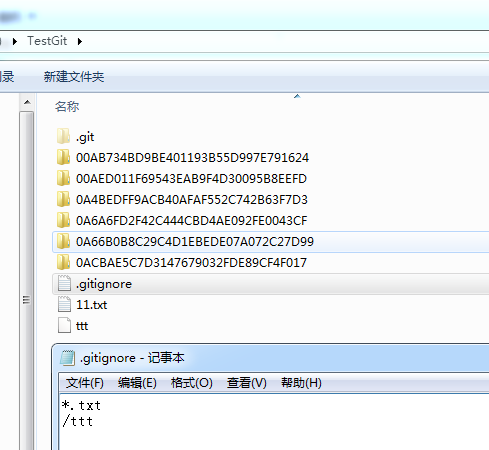 TestGit
录
新建文件夹
名称
.git
00AB734BD9BE401193B55D997E791624
00AED011F69543EAB9F4D30095B8EEFD
0A4BEDFF9ACB40AFAF552C742B63F7D3
0A6A6FD2F42C444CBD4AE092FE0043CF
0A66B0B8C29C4D1EBEDE07A072C27D99
0ACBAE5C7D3147679032FDE89CF4F017
.gitignore
11.txt
ttt
.gitignore - 记事本
文件(F) 编辑(E) 格式(O) 查看(V) 帮助(H)
*.txt
/ttt